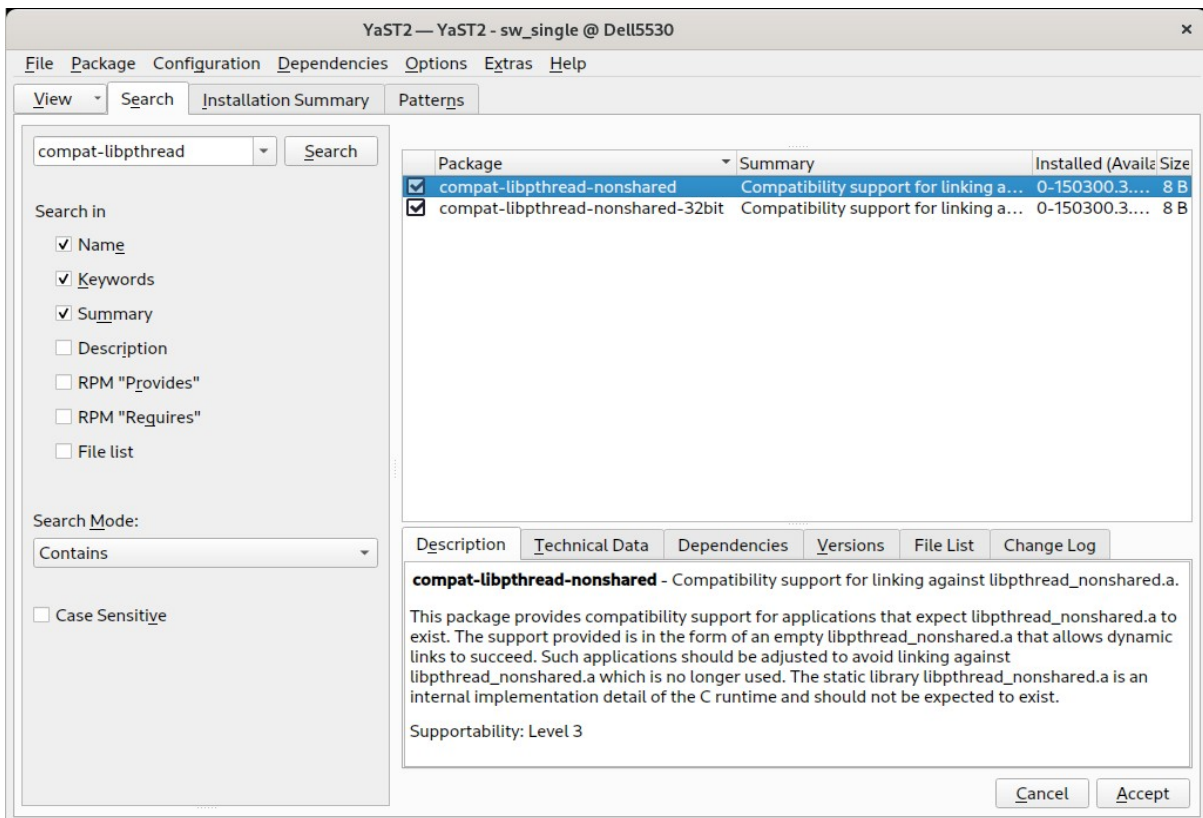 YaST2 — YaST2 - sw_single @ Dell5530 ×
File Package Configuration Dependencies Options Extras Help
View Search Installation Summary Patterns
compat-libpthread Search
Search in
Name
Keywords
Summary
Description
RPM "Provides"
RPM "Requires"
File list
Search Mode:
Contains
Case Sensitive
Package Summary Installed (Availa Size
compat-libpthread-nonshared Compatibility support for linking a... 0-150300.3.... 8 B
compat-libpthread-nonshared-32bit Compatibility support for linking a... 0-150300.3.... 8 B
Description Technical Data Dependencies Versions File List Change Log
compat-libpthread-nonshared - Compatibility support for linking against libpthread_nonshared.a.
This package provides compatibility support for applications that expect libpthread_nonshared.a to
exist. The support provided is in the form of an empty libpthread_nonshared.a that allows dynamic
links to succeed. Such applications should be adjusted to avoid linking against
libpthread_nonshared.a which is no longer used. The static library libpthread_nonshared.a is an
internal implementation detail of the C runtime and should not be expected to exist.
Supportability: Level 3
Cancel Accept